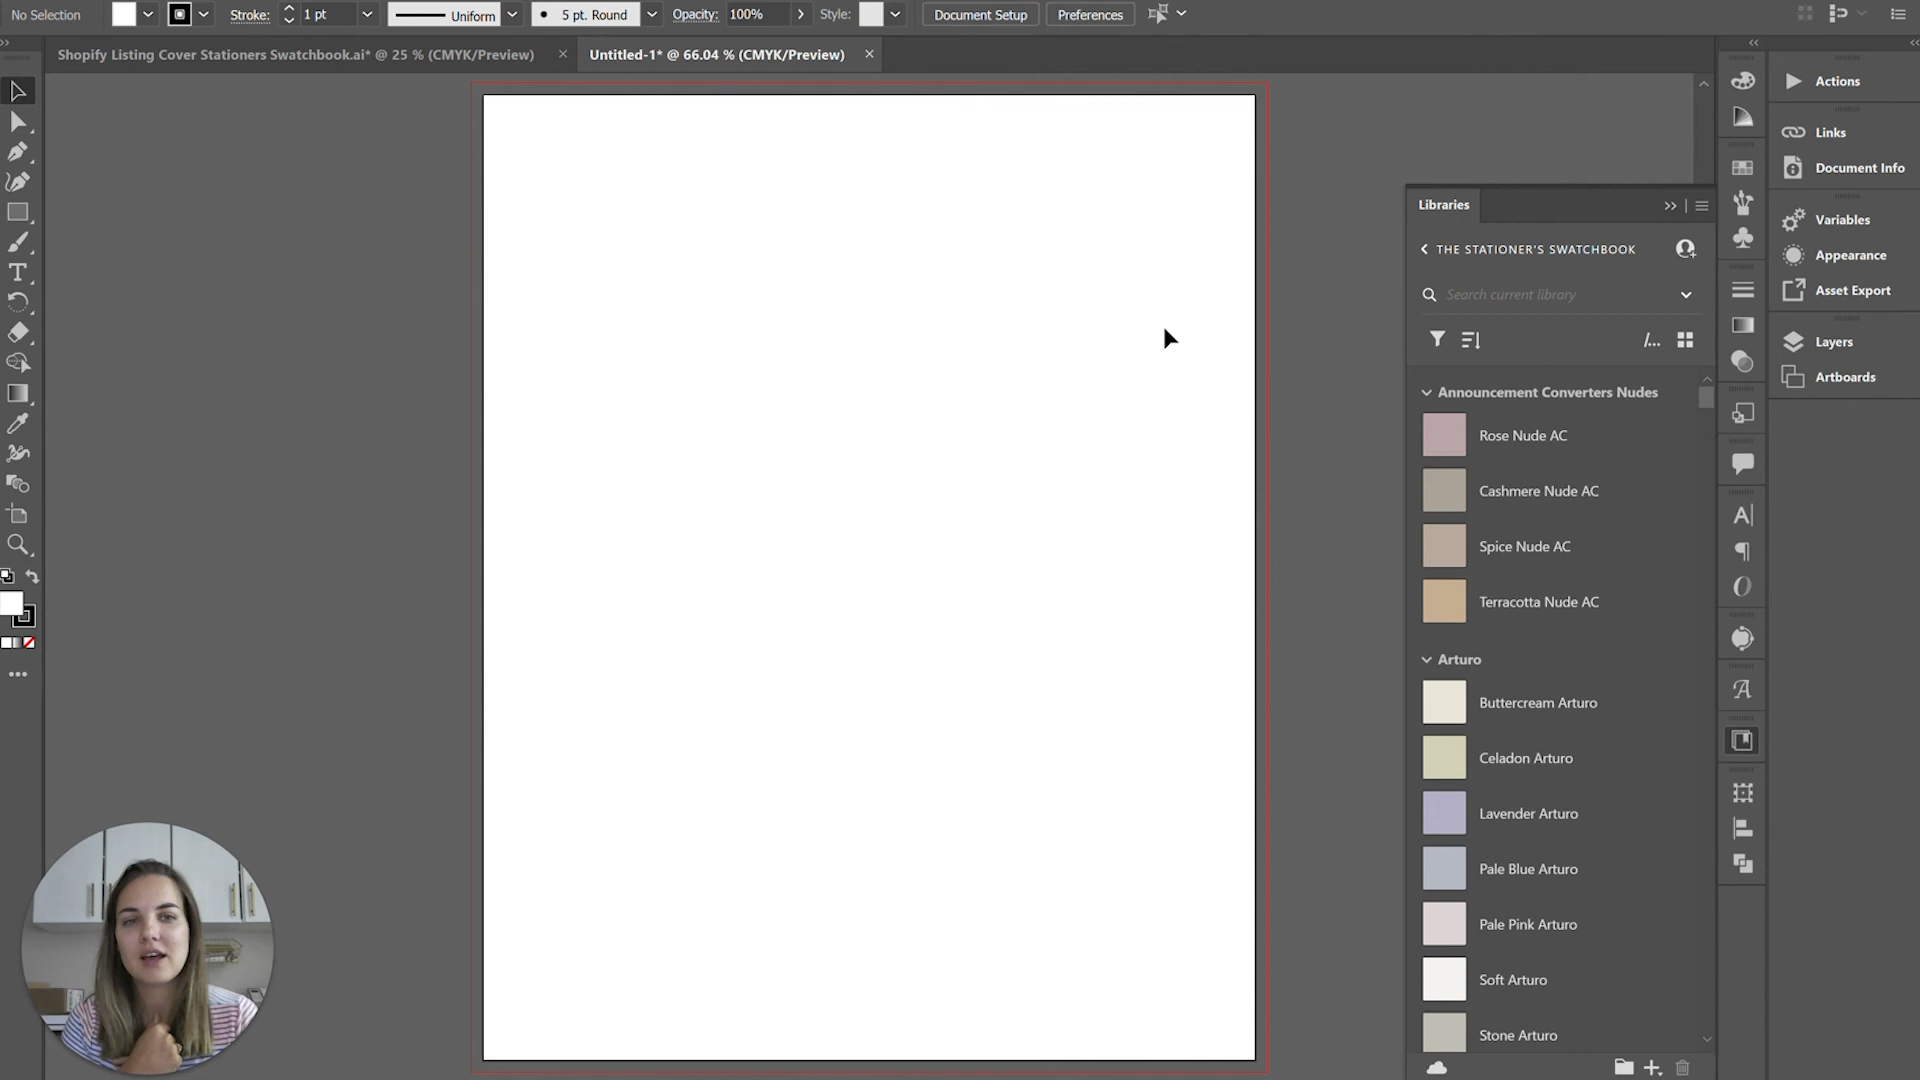 No Selection
Stroke:
1 pt
Uniform
5 pt. Round
Opacity:
100%
Style:
Document Setup
Preferences
Shopify Listing Cover Stationers Swatchbook.ai* @ 25 % (CMYK/Preview)
Untitled-1* @ 66.04 % (CMYK/Preview)
Actions
Links
Document Info
Variables
Appearance
Asset Export
Layers
Artboards
Libraries
THE STATIONER'S SWATCHBOOK
Search current library
/...
Announcement Converters Nudes
Rose Nude AC
Cashmere Nude AC
Spice Nude AC
Terracotta Nude AC
Arturo
Buttercream Arturo
Celadon Arturo
Lavender Arturo
Pale Blue Arturo
Pale Pink Arturo
Soft Arturo
Stone Arturo